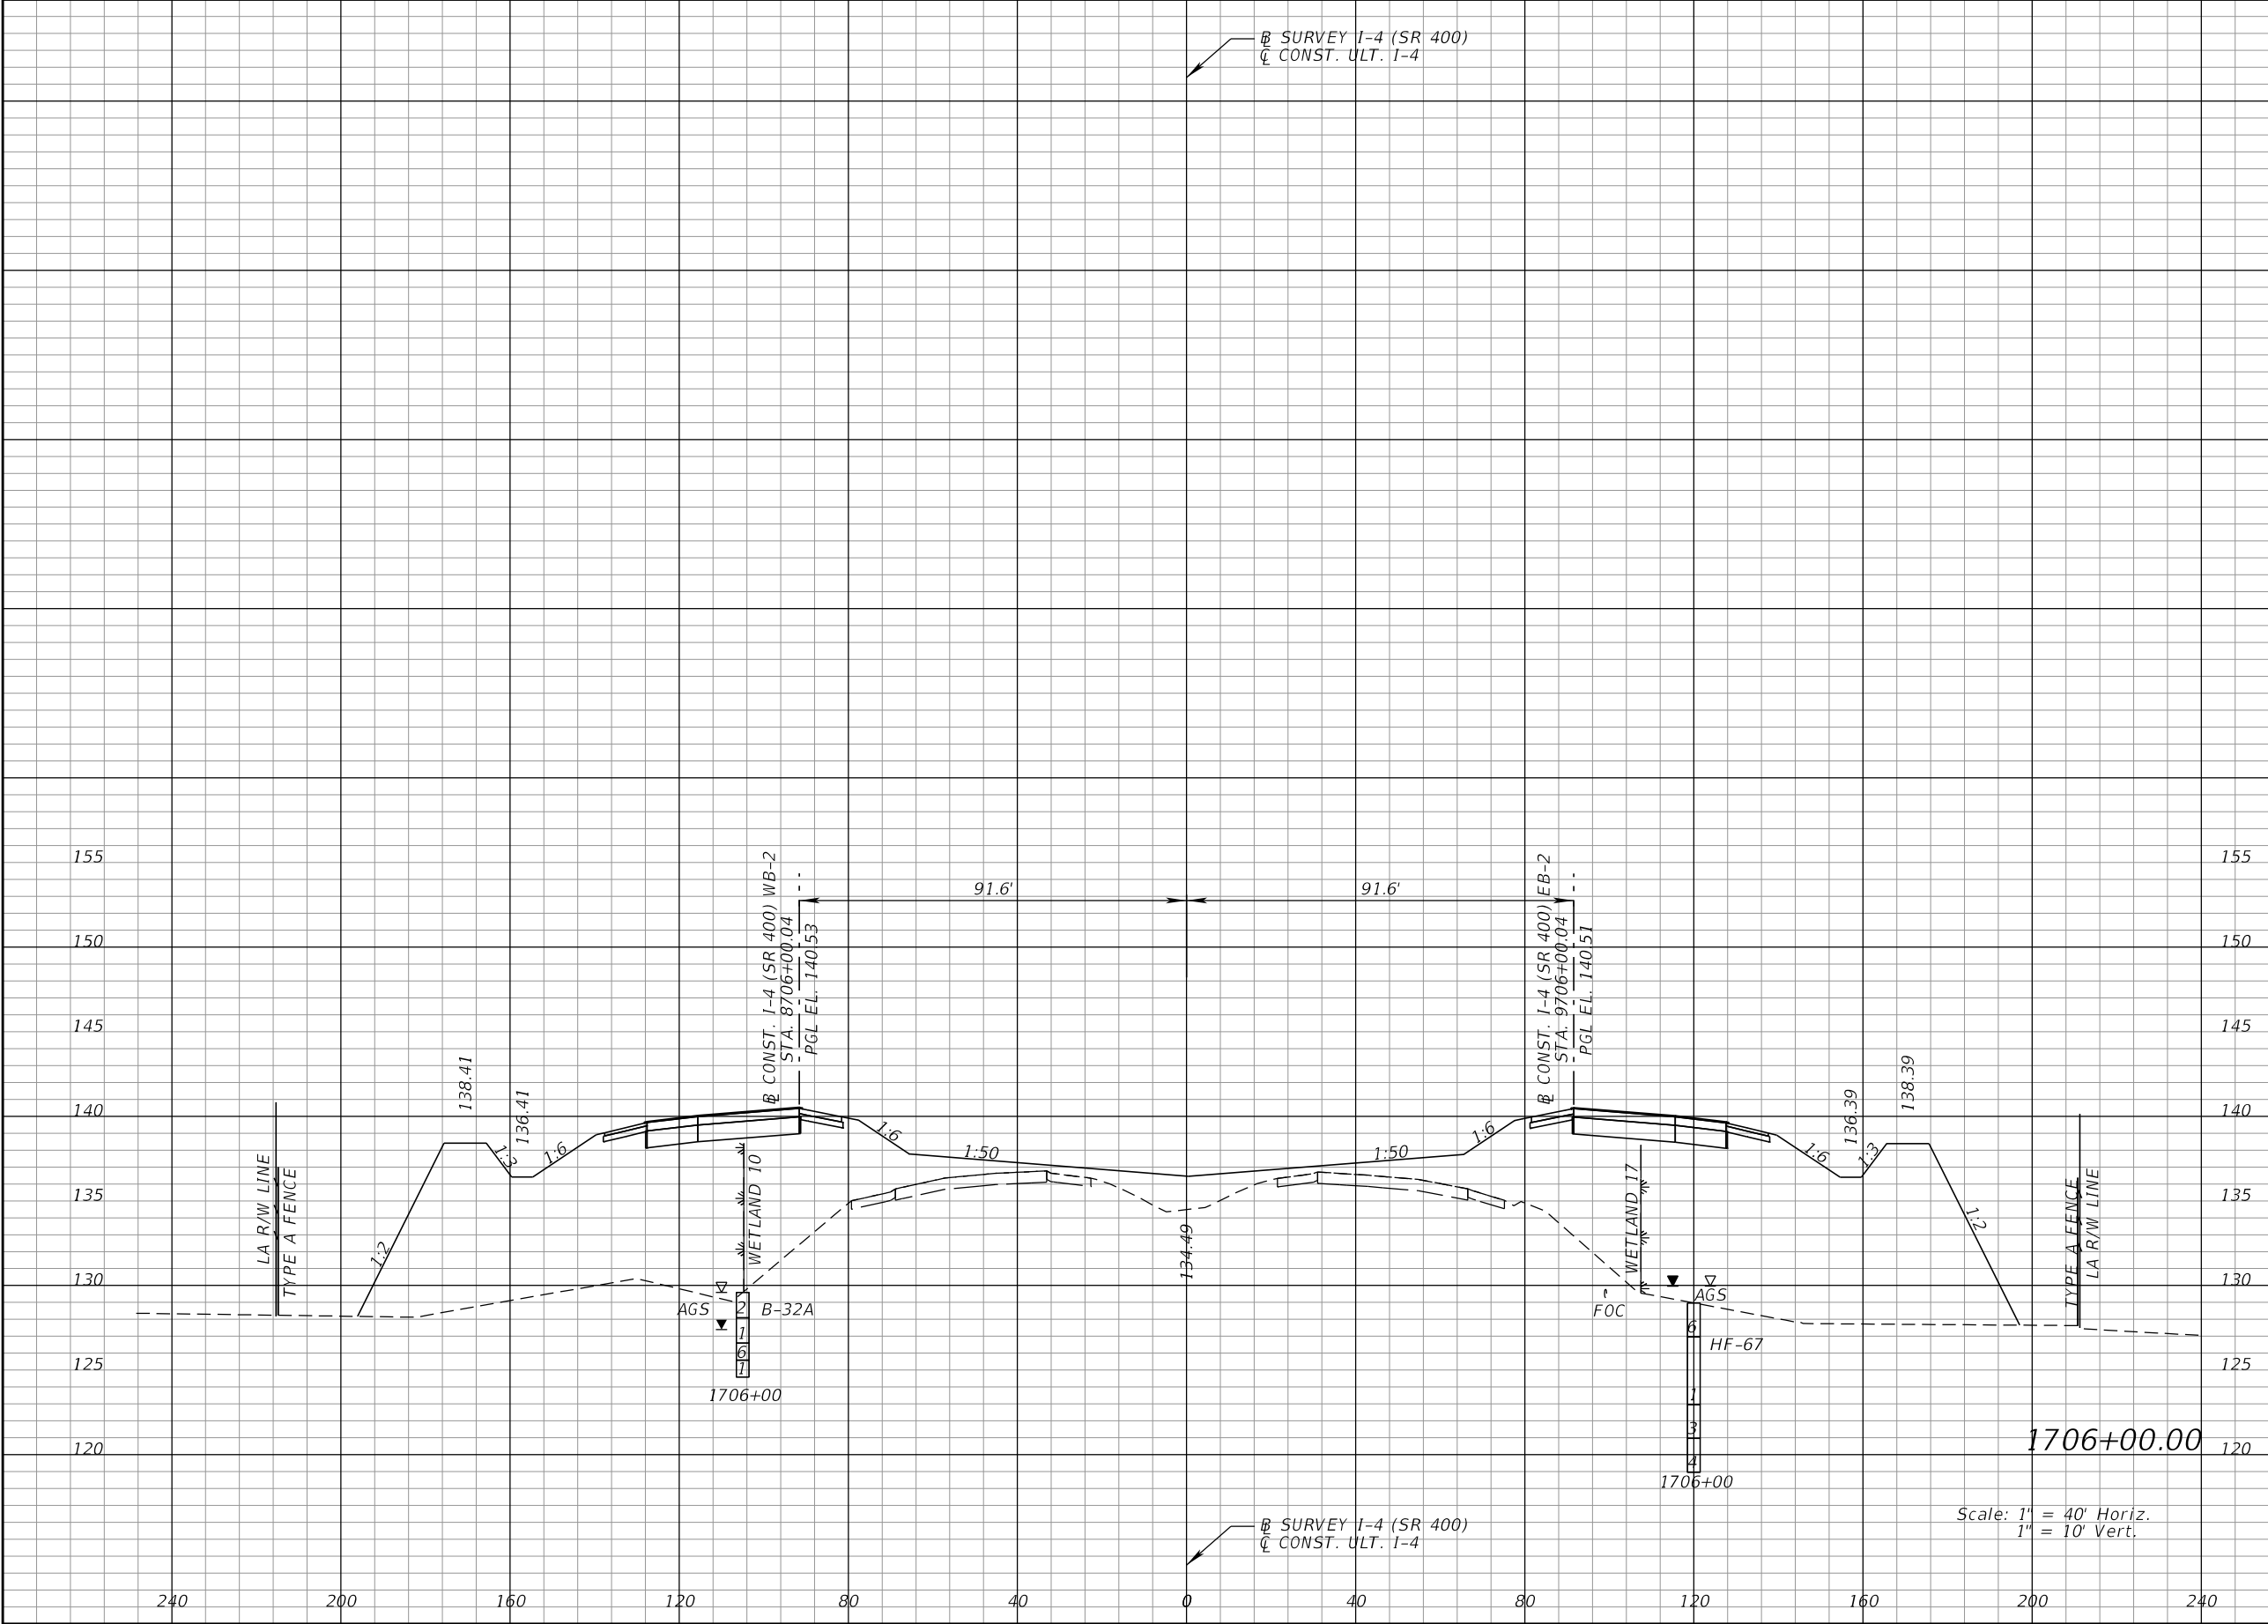 ℄ SURVEY I-4 (SR 400)
℄ CONST. ULT. I-4
155
155
91.6'
91.6'
150
150
℄ CONST. I-4 (SR 400) WB-2
STA. 8706+00.04
PGL EL. 140.53
℄ CONST. I-4 (SR 400) EB-2
STA. 9706+00.04
PGL EL. 140.51
145
145
138.41
136.41
136.39
138.39
140
140
1:3
1:6
1:6
1:50
1:50
1:6
1:6
1:3
LA R/W LINE
TYPE A FENCE
WETLAND 10
WETLAND 17
TYPE A FENCE
LA R/W LINE
135
135
1:2
134.49
1:2
130
130
AGS
2
B-32A
1
6
1
1706+00
FOC
AGS
6
HF-67
1
3
4
1706+00
125
125
120
120
1706+00.00
Scale: 1" = 40' Horiz.
1" = 10' Vert.
℄ SURVEY I-4 (SR 400)
℄ CONST. ULT. I-4
240
200
160
120
80
40
0
40
80
120
160
200
240